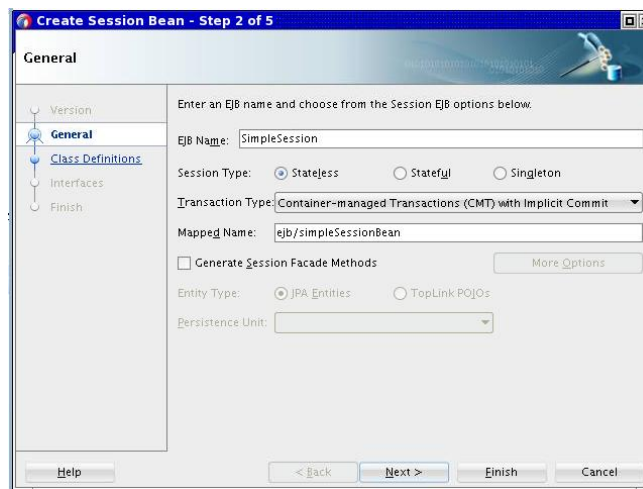 Create Session Bean - Step 2 of 5
General
Version
General
Class Definitions
Interfaces
Finish
Enter an EJB name and choose from the Session EJB options below.
EJB Name: SimpleSession
Session Type: Stateless Stateful Singleton
Transaction Type: Container-managed Transactions (CMT) with Implicit Commit
Mapped Name: ejb/simpleSessionBean
Generate Session Facade Methods More Options
Entity Type: JPA Entities TopLink POJOs
Persistence Unit:
Help < Back Next > Finish Cancel